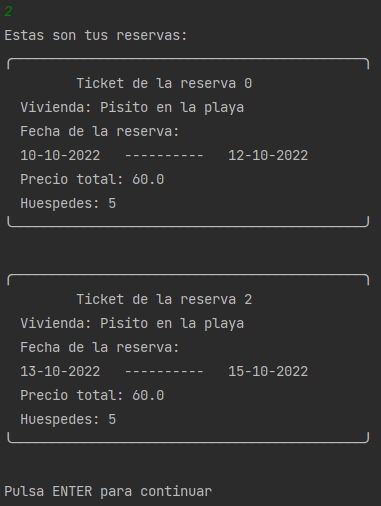 2
Estas son tus reservas:
Ticket de la reserva 0
Vivienda: Pisito en la playa
Fecha de la reserva:
10-10-2022 ---------- 12-10-2022
Precio total: 60.0
Huespedes: 5
Ticket de la reserva 2
Vivienda: Pisito en la playa
Fecha de la reserva:
13-10-2022 ---------- 15-10-2022
Precio total: 60.0
Huespedes: 5
Pulsa ENTER para continuar